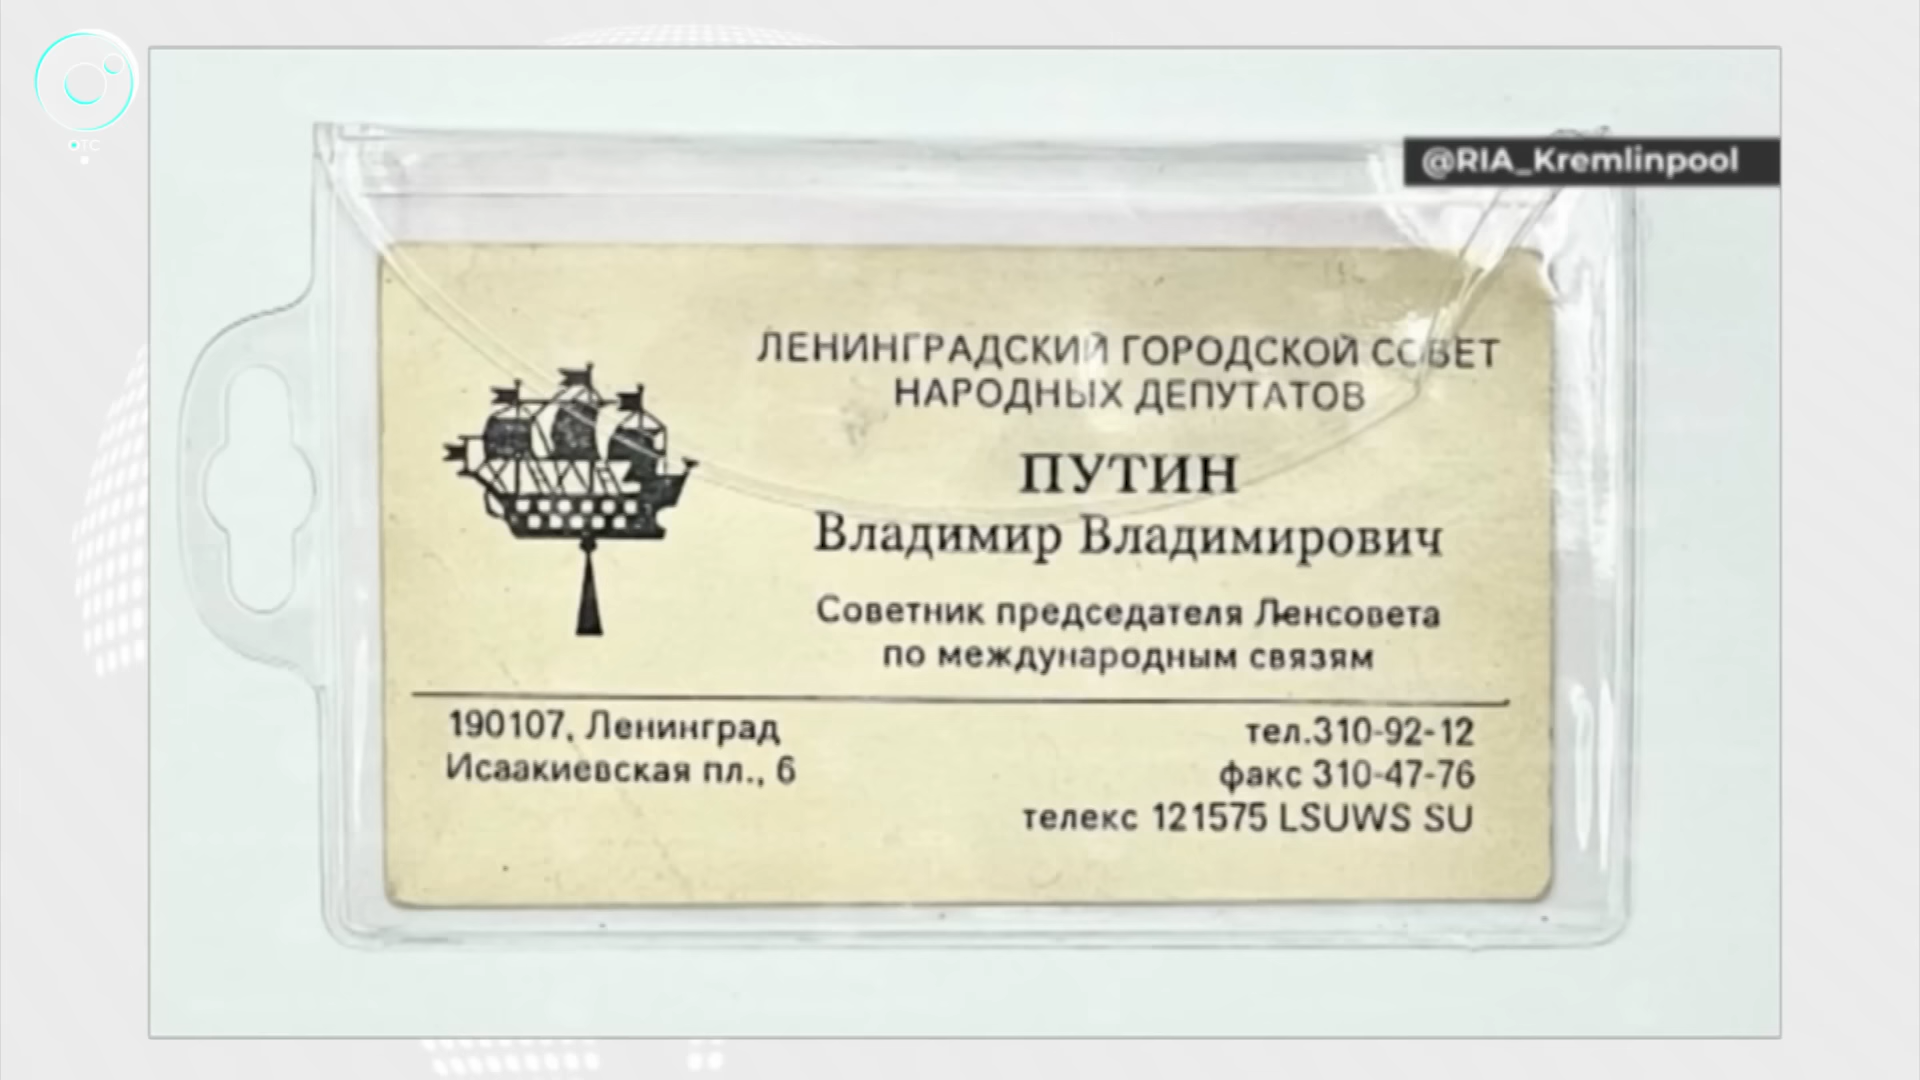 ОТС
@RIA_Kremlinpool
ЛЕНИНГРАДСКИЙ ГОРОДСКОЙ СОВЕТ
НАРОДНЫХ ДЕПУТАТОВ
ПУТИН
Владимир Владимирович
Советник председателя Ленсовета
по международным связям
190107, Ленинград
Исаакиевская пл., 6
тел.310-92-12
факс 310-47-76
телекс 121575 LSUWS SU